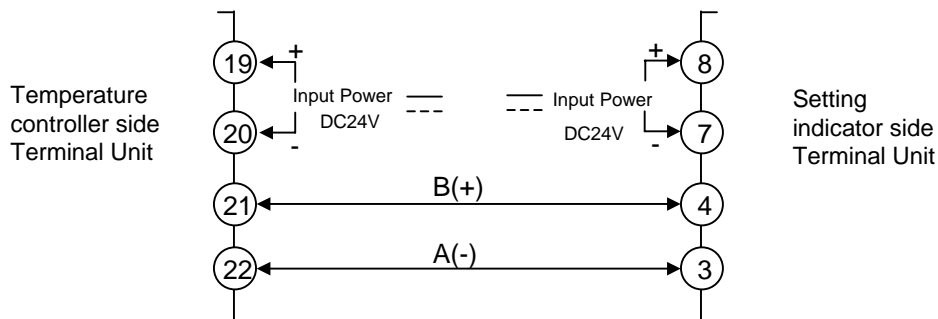 Temperature
controller side
Terminal Unit
19
+
Input Power
DC24V
20
-
21
22
B(+)
A(-)
+
8
Input Power
DC24V
-
7
4
3
Setting
indicator side
Terminal Unit